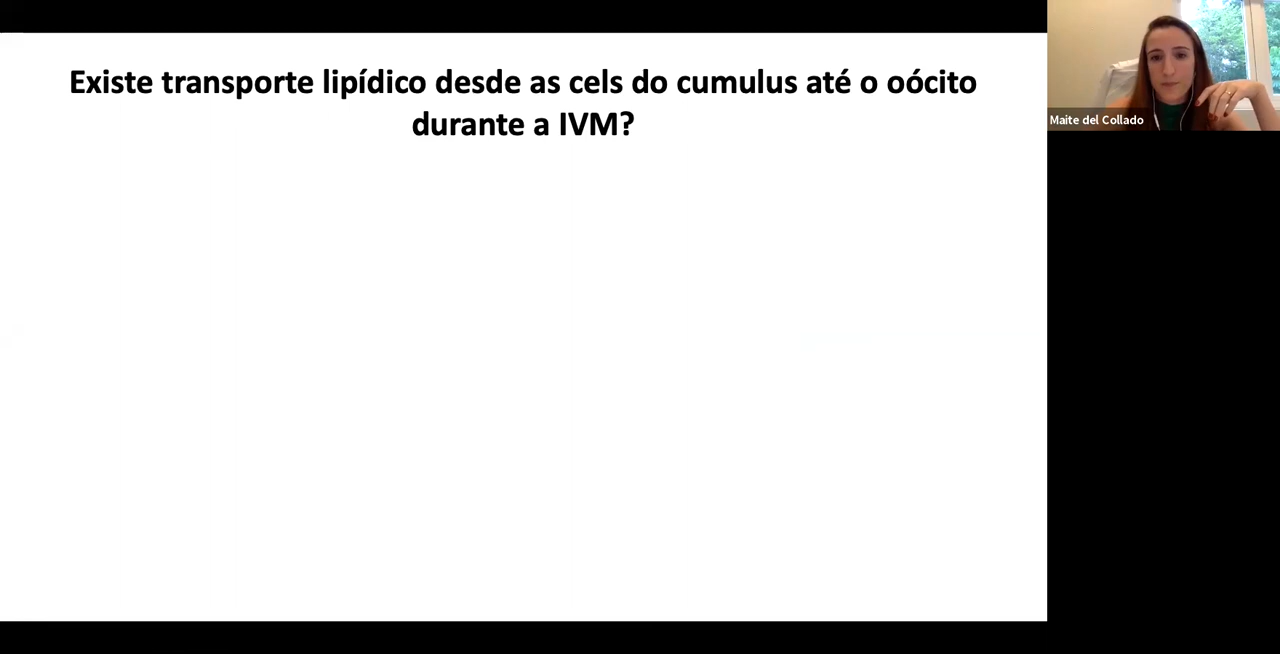 Existe transporte lipídico desde as cels do cumulus até o oócito
durante a IVM?
Maite del Collado